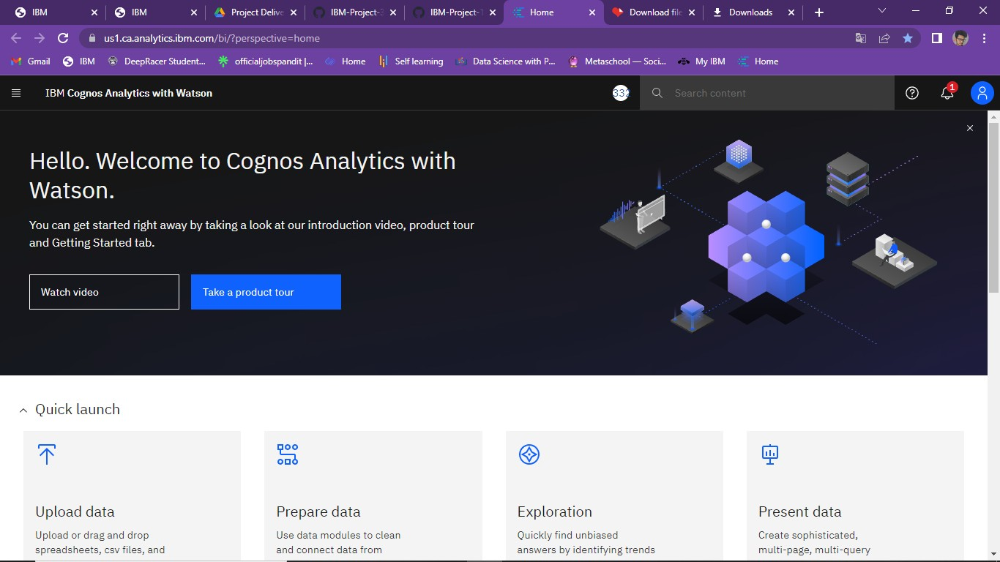 IBM
IBM
Project Delive
IBM-Project-3
IBM-Project-1
Home
Download file
Downloads
us1.ca.analytics.ibm.com/bi/?perspective=home
Gmail
IBM
DeepRacer Student...
officialjobspandit |...
Home
Self learning
Data Science with P...
Metaschool — Soci...
My IBM
Home
IBM Cognos Analytics with Watson
332
Search content
1
Hello. Welcome to Cognos Analytics with
Watson.
You can get started right away by taking a look at our introduction video, product tour
and Getting Started tab.
Watch video
Take a product tour
Quick launch
Upload data
Upload or drag and drop
spreadsheets, csv files, and
Prepare data
Use data modules to clean
and connect data from
Exploration
Quickly find unbiased
answers by identifying trends
Present data
Create sophisticated,
multi-page, multi-query